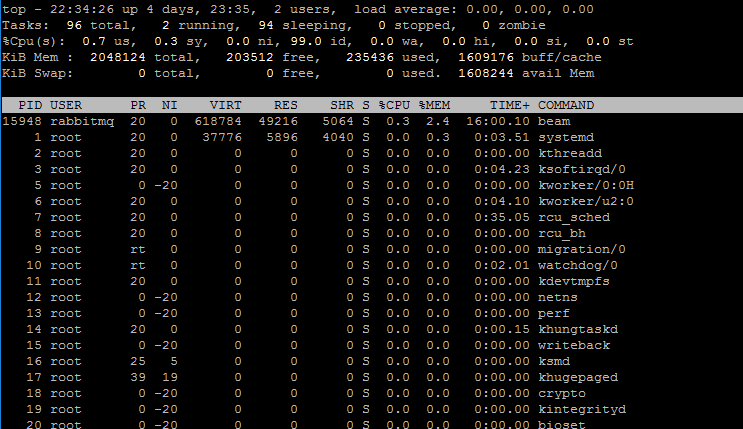 top - 22:34:26 up 4 days, 23:35,  2 users,  load average: 0.00, 0.00, 0.00
Tasks:  96 total,   2 running,  94 sleeping,   0 stopped,   0 zombie
%Cpu(s):  0.7 us,  0.3 sy,  0.0 ni, 99.0 id,  0.0 wa,  0.0 hi,  0.0 si,  0.0 st
KiB Mem :  2048124 total,   203512 free,   235436 used,  1609176 buff/cache
KiB Swap:        0 total,        0 free,        0 used.  1608244 avail Mem
  PID USER      PR  NI    VIRT    RES    SHR S %CPU %MEM     TIME+ COMMAND
15948 rabbitmq  20   0  618784  49216   5064 S  0.3  2.4  16:00.10 beam
    1 root      20   0   37776   5896   4040 S  0.0  0.3   0:03.51 systemd
    2 root      20   0       0      0      0 S  0.0  0.0   0:00.00 kthreadd
    3 root      20   0       0      0      0 S  0.0  0.0   0:04.23 ksoftirqd/0
    5 root       0 -20       0      0      0 S  0.0  0.0   0:00.00 kworker/0:0H
    6 root      20   0       0      0      0 S  0.0  0.0   0:04.10 kworker/u2:0
    7 root      20   0       0      0      0 S  0.0  0.0   0:35.05 rcu_sched
    8 root      20   0       0      0      0 S  0.0  0.0   0:00.00 rcu_bh
    9 root      rt   0       0      0      0 S  0.0  0.0   0:00.00 migration/0
   10 root      rt   0       0      0      0 S  0.0  0.0   0:02.01 watchdog/0
   11 root      20   0       0      0      0 S  0.0  0.0   0:00.00 kdevtmpfs
   12 root       0 -20       0      0      0 S  0.0  0.0   0:00.00 netns
   13 root       0 -20       0      0      0 S  0.0  0.0   0:00.00 perf
   14 root      20   0       0      0      0 S  0.0  0.0   0:00.15 khungtaskd
   15 root       0 -20       0      0      0 S  0.0  0.0   0:00.00 writeback
   16 root      25   5       0      0      0 S  0.0  0.0   0:00.00 ksmd
   17 root      39  19       0      0      0 S  0.0  0.0   0:00.00 khugepaged
   18 root       0 -20       0      0      0 S  0.0  0.0   0:00.00 crypto
   19 root       0 -20       0      0      0 S  0.0  0.0   0:00.00 kintegrityd
   20 root       0 -20       0      0      0 S  0.0  0.0   0:00.00 bioset